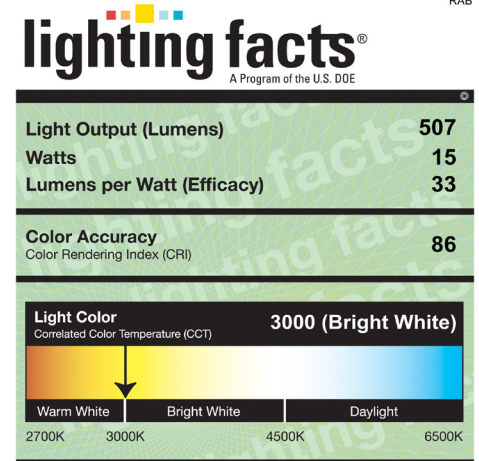 RAB
lighting facts®
A Program of the U.S. DOE
©
Light Output (Lumens) 507
Watts 15
Lumens per Watt (Efficacy) 33
Color Accuracy
Color Rendering Index (CRI) 86
Light Color
Correlated Color Temperature (CCT) 3000 (Bright White)
Warm White Bright White Daylight
2700K 3000K 4500K 6500K